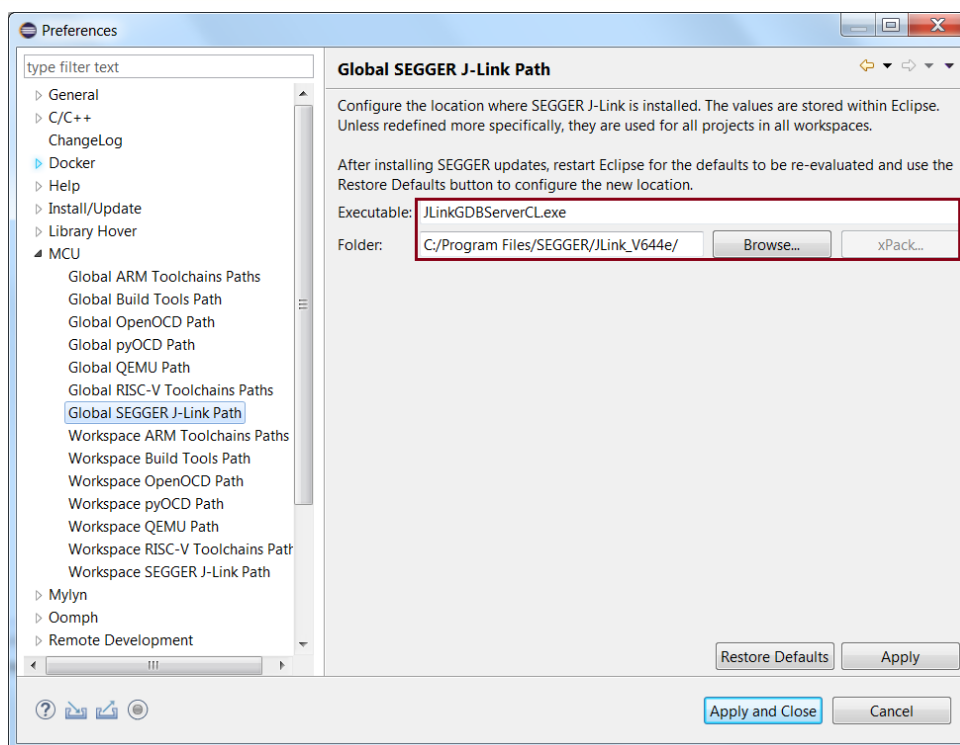 Preferences
type filter text
General
C/C++
ChangeLog
Docker
Help
Install/Update
Library Hover
MCU
Global ARM Toolchains Paths
Global Build Tools Path
Global OpenOCD Path
Global pyOCD Path
Global QEMU Path
Global RISC-V Toolchains Paths
Global SEGGER J-Link Path
Workspace ARM Toolchains Paths
Workspace Build Tools Path
Workspace OpenOCD Path
Workspace pyOCD Path
Workspace QEMU Path
Workspace RISC-V Toolchains Path
Workspace SEGGER J-Link Path
Mylyn
Oomph
Remote Development
Global SEGGER J-Link Path
Configure the location where SEGGER J-Link is installed. The values are stored within Eclipse.
Unless redefined more specifically, they are used for all projects in all workspaces.
After installing SEGGER updates, restart Eclipse for the defaults to be re-evaluated and use the
Restore Defaults button to configure the new location.
Executable: JLinkGDBServerCL.exe
Folder: C:/Program Files/SEGGER/JLink_V644e/ Browse... xPack...
Restore Defaults Apply
Apply and Close Cancel